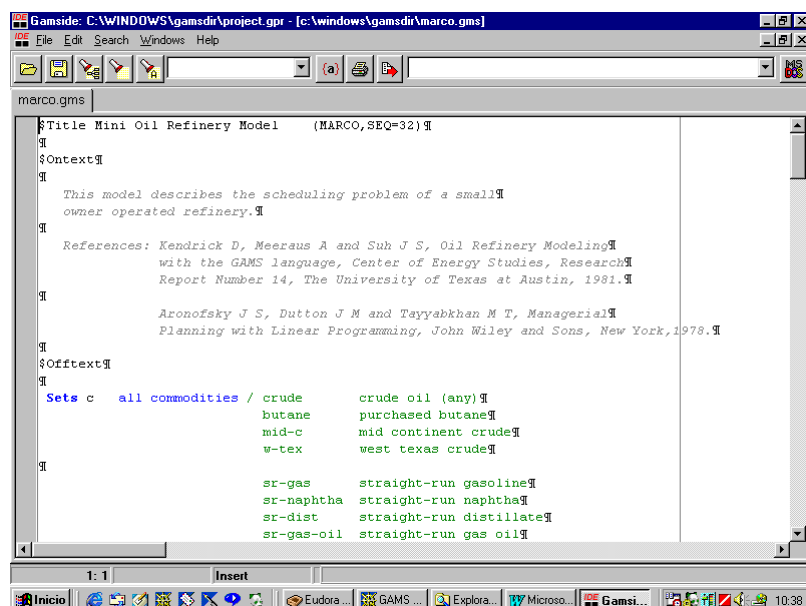 Gamside: C:\WINDOWS\gamsdir\project.gpr - [c:\windows\gamsdir\marco.gms]
IDE File Edit Search Windows Help
A {a} MS DOS
marco.gms
$Title Mini Oil Refinery Model (MARCO,SEQ=32)¶
¶
$Ontext¶
¶
This model describes the scheduling problem of a small¶
owner operated refinery.¶
¶
References: Kendrick D, Meeraus A and Suh J S, Oil Refinery Modeling¶
with the GAMS language, Center of Energy Studies, Research¶
Report Number 14, The University of Texas at Austin, 1981.¶
¶
Aronofsky J S, Dutton J M and Tayyabkhan M T, Managerial¶
Planning with Linear Programming, John Wiley and Sons, New York,1978.¶
¶
$Offtext¶
¶
Sets c all commodities / crude crude oil (any)¶
butane purchased butane¶
mid-c mid continent crude¶
w-tex west texas crude¶
¶
sr-gas straight-run gasoline¶
sr-naphtha straight-run naphtha¶
sr-dist straight-run distillate¶
sr-gas-oil straight-run gas oil¶
1: 1 Insert
Inicio Eudora ... GAMS ... Explora... Microso... Gamsi... 10:38